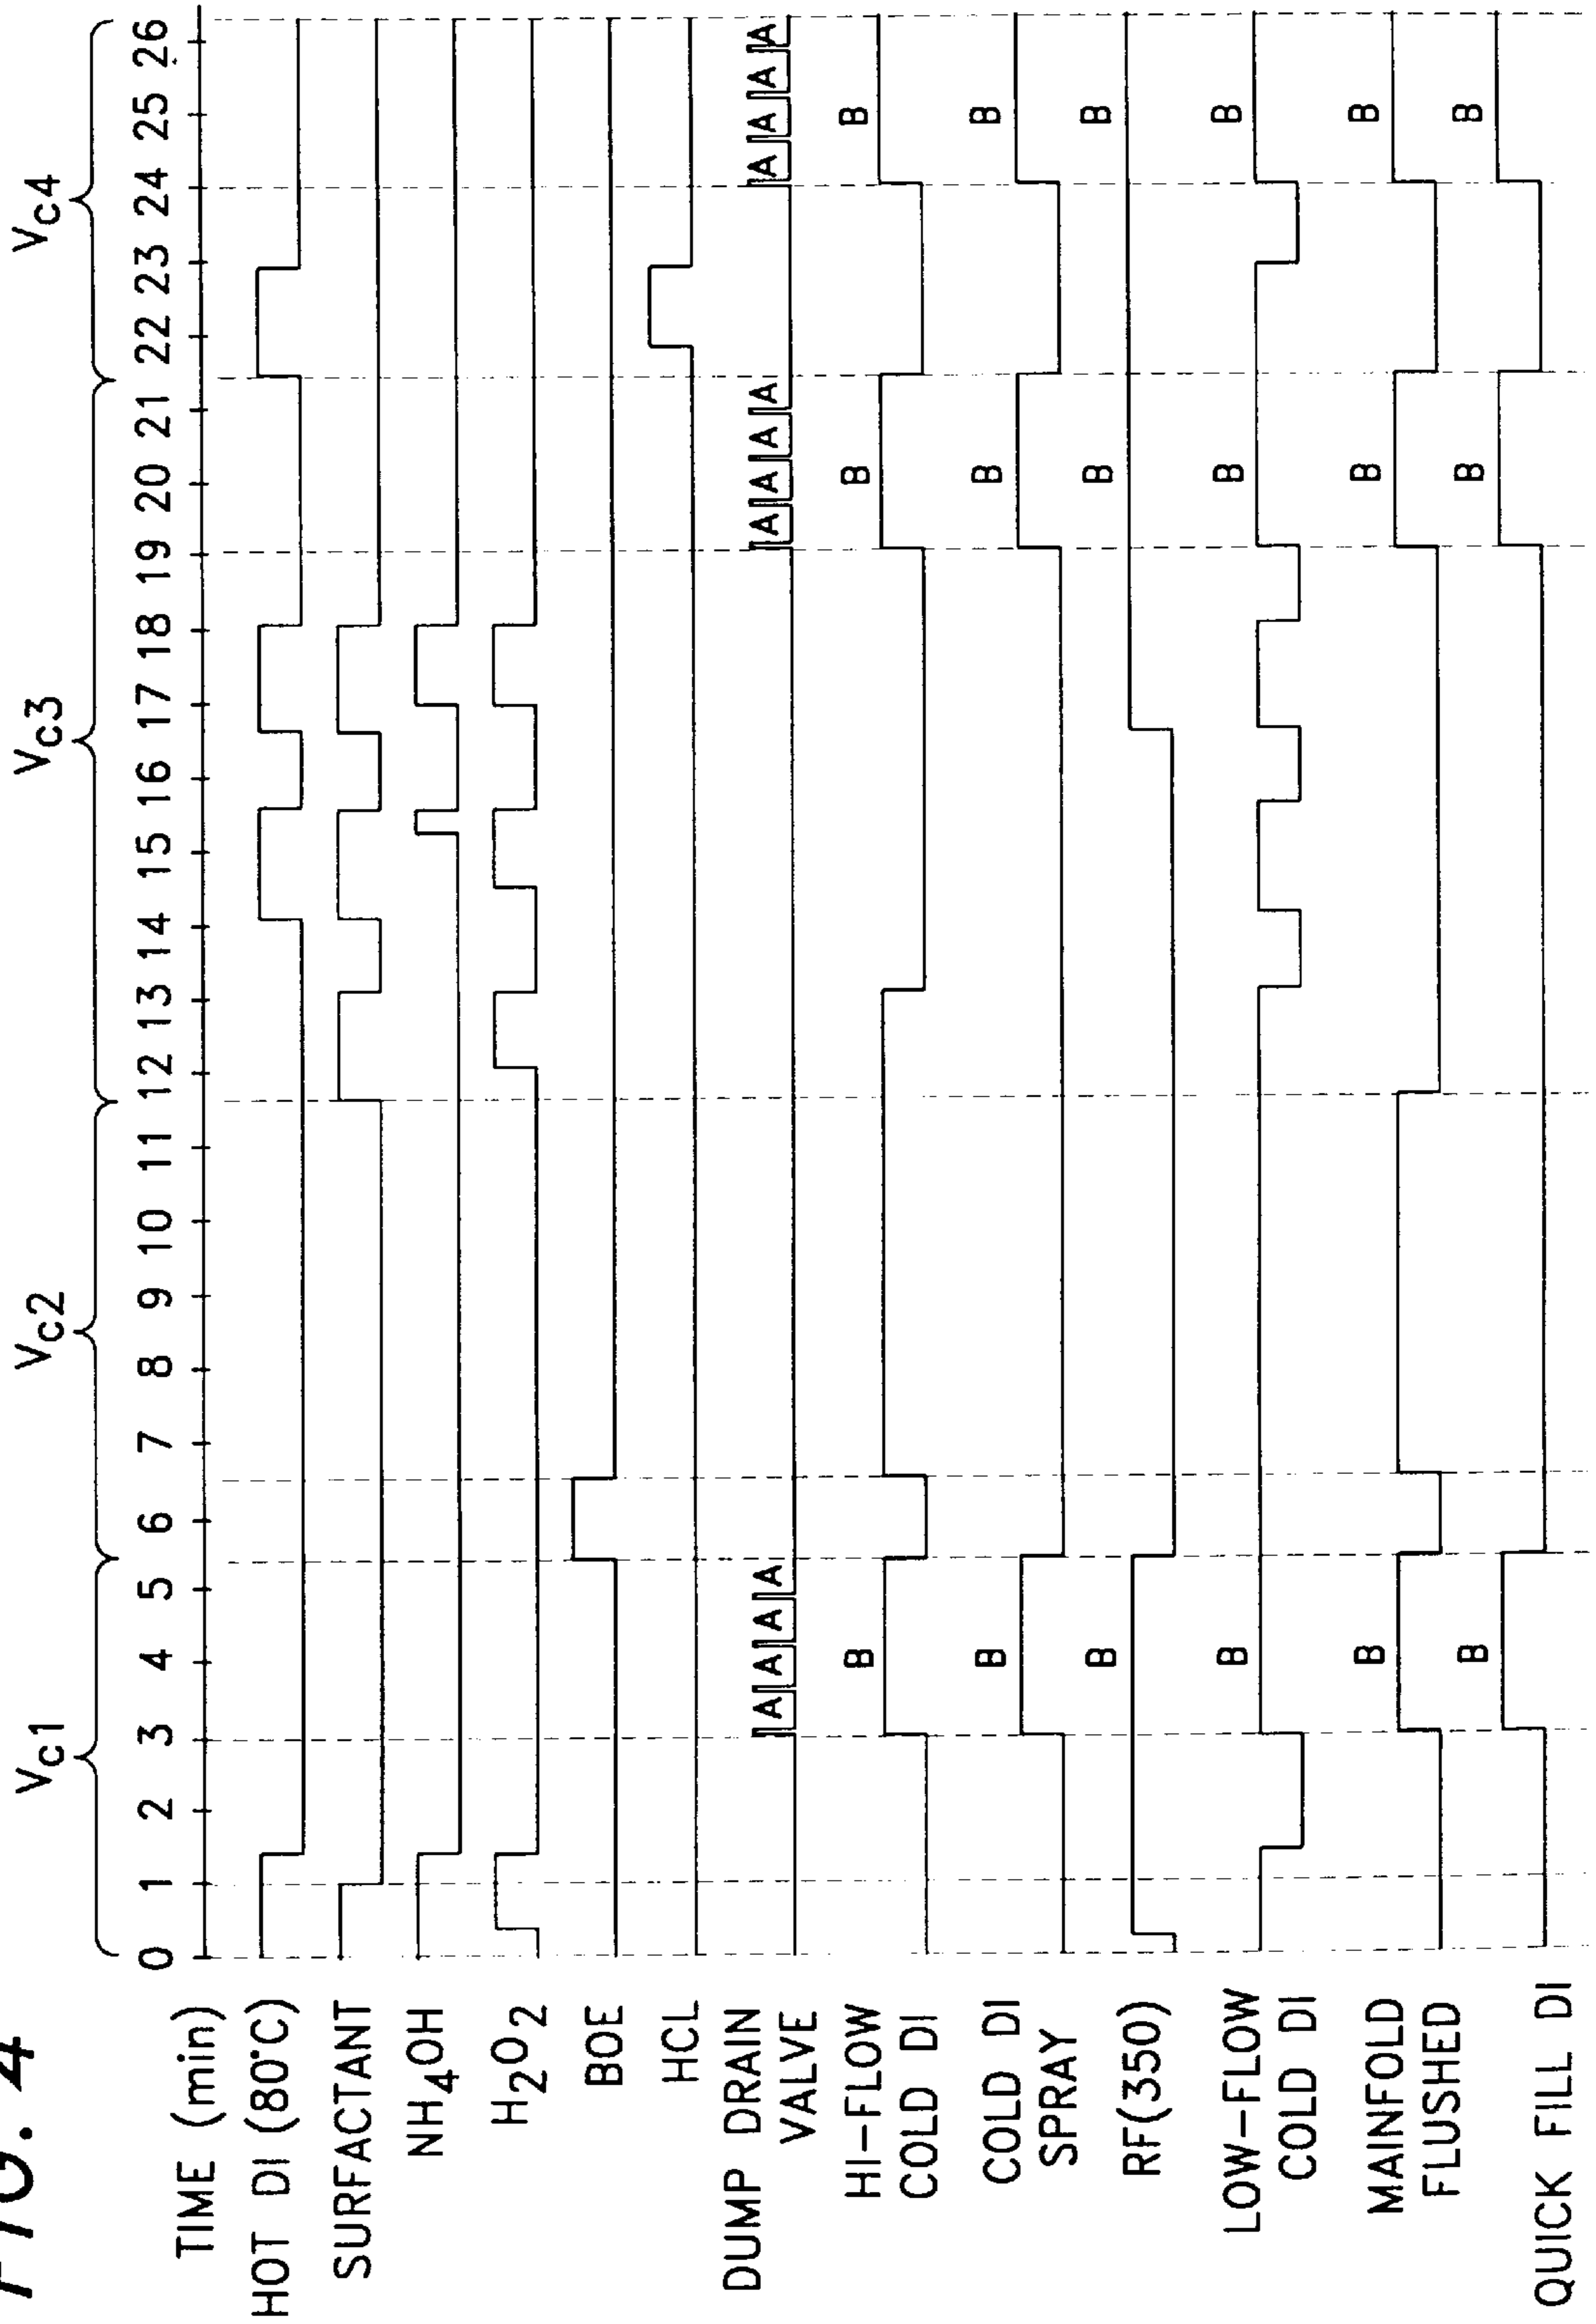 FIG. 4
Vc1 Vc2 Vc3 Vc4
TIME (min) 0 1 2 3 4 5 6 7 8 9 10 11 12 13 14 15 16 17 18 19 20 21 22 23 24 25 26
HOT DI (80°C)
SURFACTANT
NH4OH
H2O2
BOE
HCL
DUMP DRAIN
VALVE
A A A A A A A A A A A A
HI-FLOW
COLD DI
B B B
COLD DI
SPRAY
B B B
RF(350)
B B B
LOW-FLOW
COLD DI
B B B
MAINFOLD
FLUSHED
B B B
QUICK FILL DI
B B B